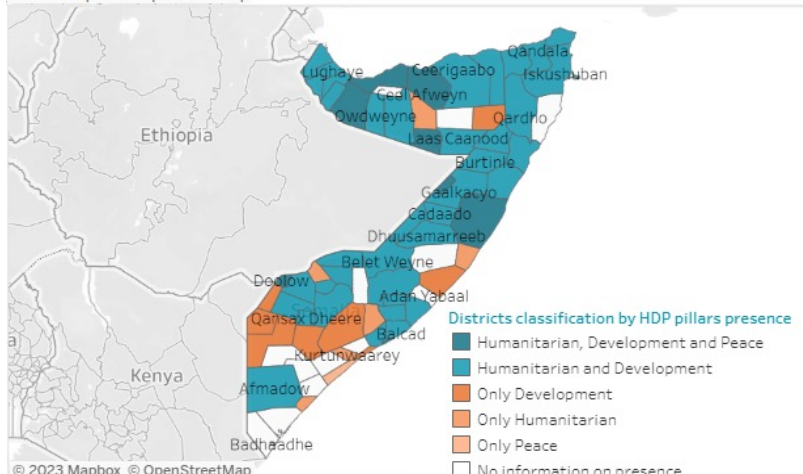 Qandala,
Lughaye
Ceerigaabo
Iskushuban
Ceel Afweyn
Owdweyne
Qardho
Ethiopia
Laas Caanood
Burtinle
Gaalkacyo
Cadaado
Dhuusamarreeb
Belet Weyne
Doolow
Adan Yabaal
Qansax Dheere
Balcad
Districts classification by HDP pillars presence
Humanitarian, Development and Peace
Kurtunwaarey
Humanitarian and Development
Kenya
Afmadow
Only Development
Only Humanitarian
Badhaadhe
Only Peace
No information on presence
© 2023 Mapbox © OpenStreetMap